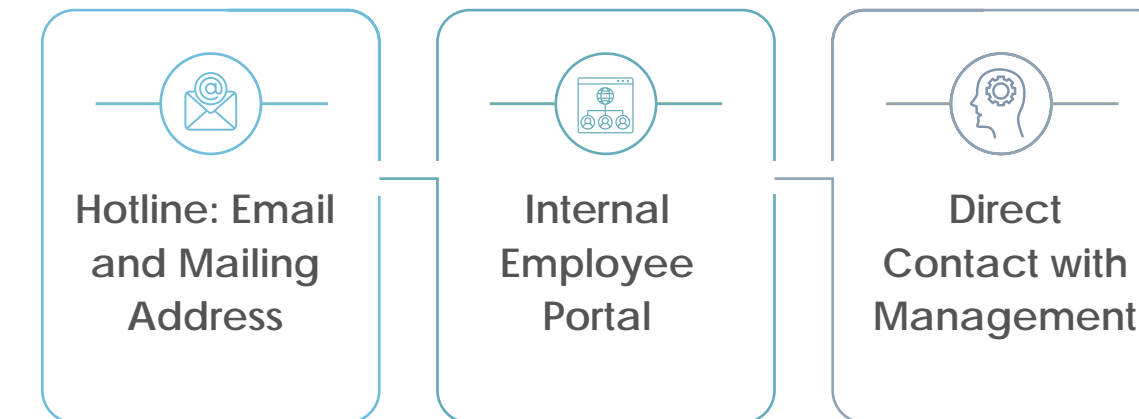 Hotline: Email
and Mailing
Address
Internal
Employee
Portal
Direct
Contact with
Management